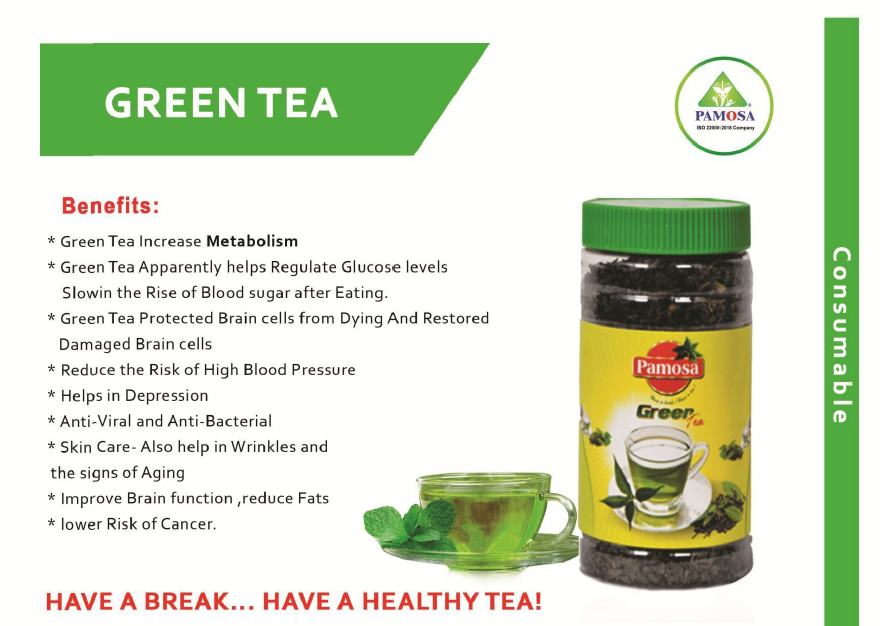 GREEN TEA
PAMOSA
ISO 22000:2018 Company
Benefits:
* Green Tea Increase Metabolism
* Green Tea Apparently helps Regulate Glucose levels
Slowin the Rise of Blood sugar after Eating.
* Green Tea Protected Brain cells from Dying And Restored
Damaged Brain cells
* Reduce the Risk of High Blood Pressure
* Helps in Depression
* Anti-Viral and Anti-Bacterial
* Skin Care- Also help in Wrinkles and
the signs of Aging
* Improve Brain function ,reduce Fats
* lower Risk of Cancer.
HAVE A BREAK... HAVE A HEALTHY TEA!
Pamosa
Green
Tea
Consumable